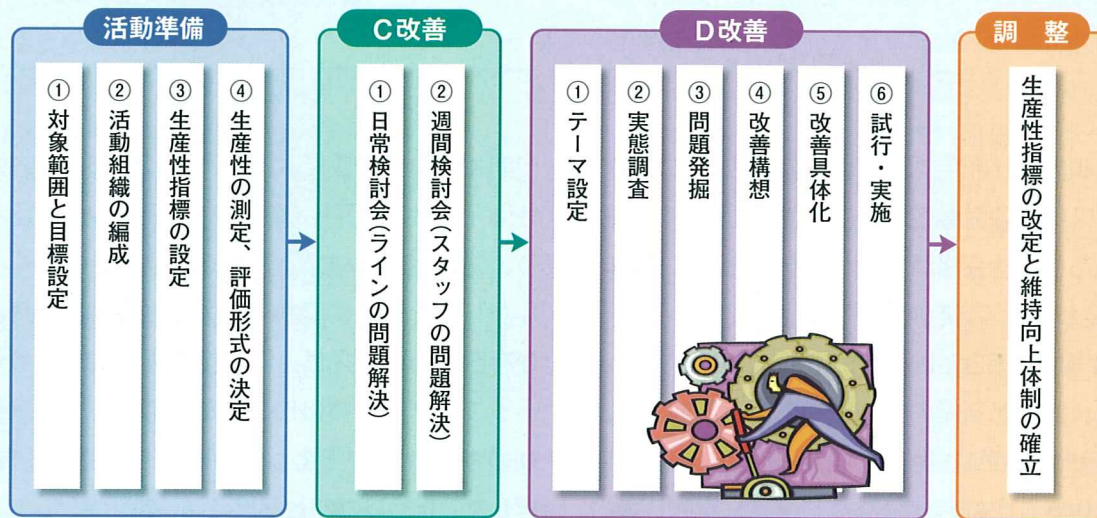 活動準備
① 対象範囲と目標設定
② 活動組織の編成
③ 生産性指標の設定
④ 生産性の測定、評価形式の決定
C改善
① 日常検討会(ラインの問題解決)
② 週間検討会(スタッフの問題解決)
D改善
① テーマ設定
② 実態調査
③ 問題発掘
④ 改善構想
⑤ 改善具体化
⑥ 試行・実施
調 整
生産性指標の改定と維持向上体制の確立